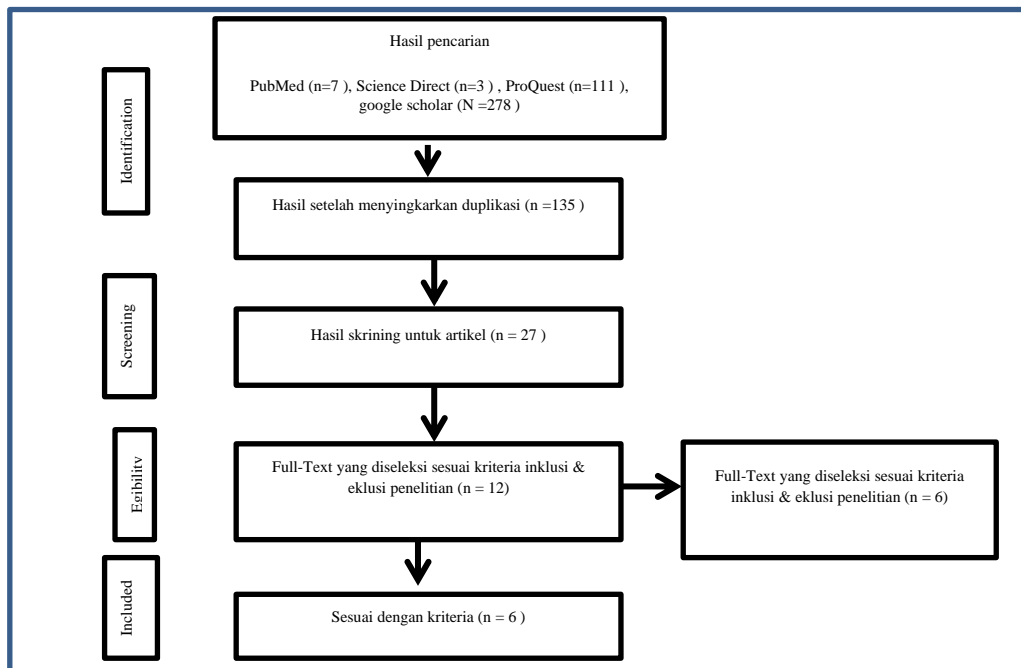 Hasil pencarian
PubMed (n=7 ), Science Direct (n=3 ) , ProQuest (n=111 ),
google scholar (N =278 )
Identification
Hasil setelah menyingkarkan duplikasi (n =135 )
Screening
Hasil skrining untuk artikel (n = 27 )
Egibility
Full-Text yang diseleksi sesuai kriteria inklusi &
eklusi penelitian (n = 12)
Full-Text yang diseleksi sesuai kriteria
inklusi & eklusi penelitian (n = 6)
Included
Sesuai dengan kriteria (n = 6 )